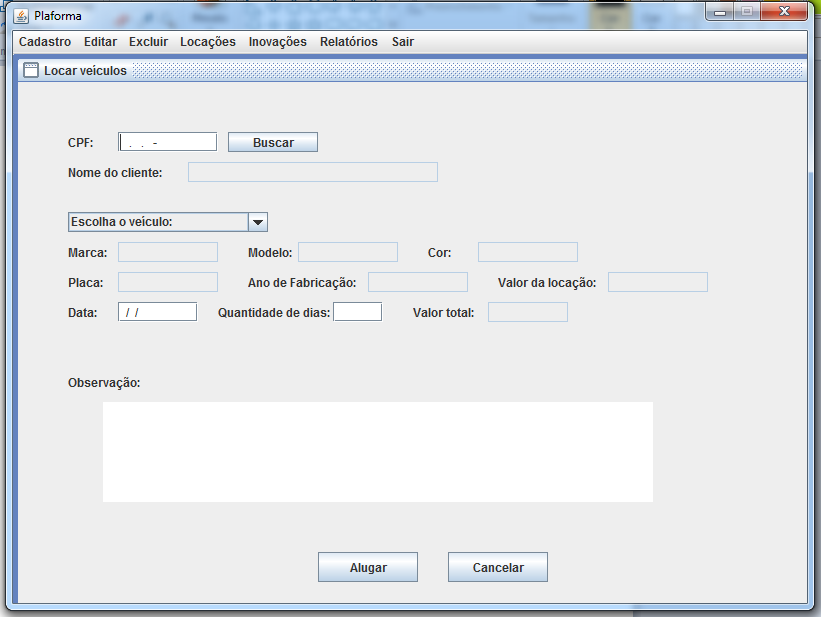 Plaforma
Cadastro Editar Excluir Locações Inovações Relatórios Sair
Locar veículos
CPF: . . - Buscar
Nome do cliente:
Escolha o veículo:
Marca: Modelo: Cor:
Placa: Ano de Fabricação: Valor da locação:
Data: / / Quantidade de dias: Valor total:
Observação:
Alugar Cancelar